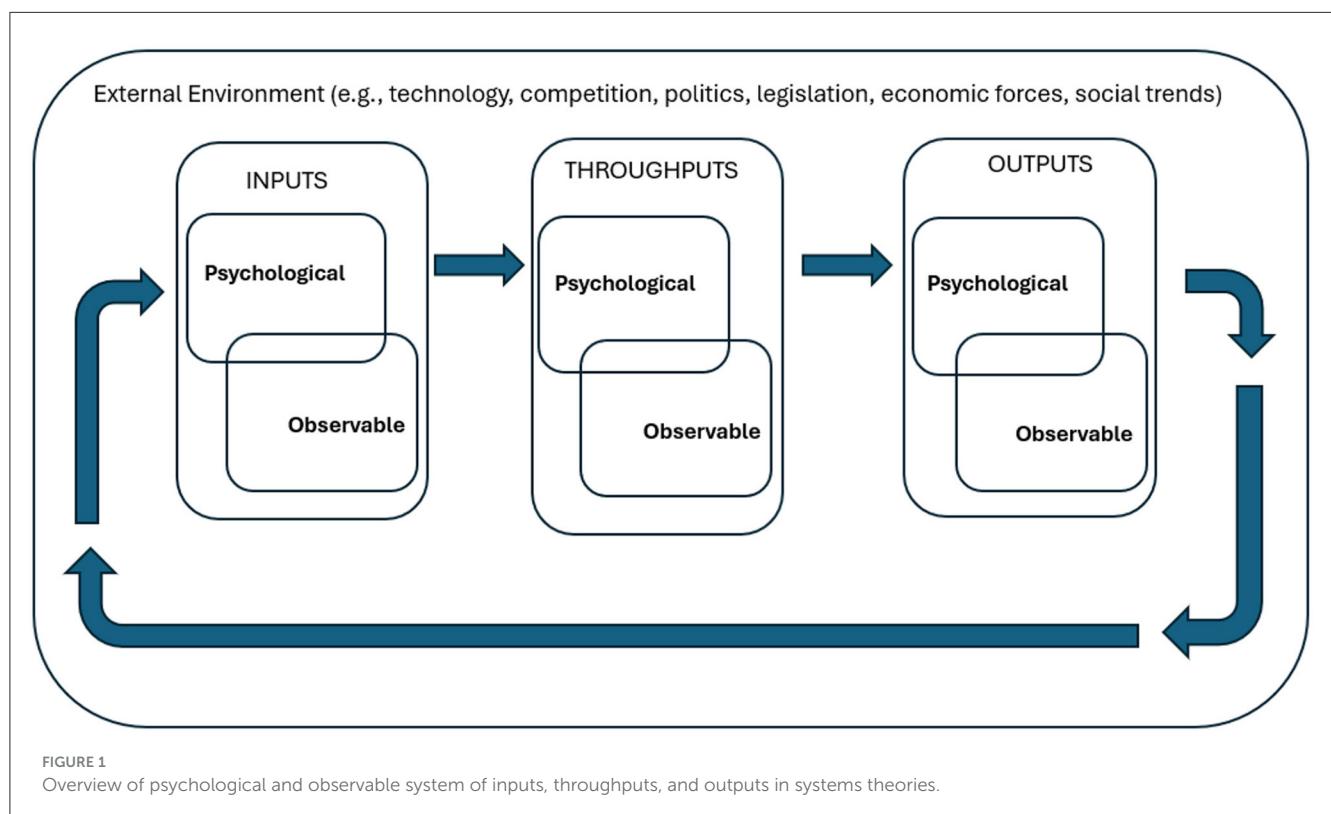 External Environment (e.g., technology, competition, politics, legislation, economic forces, social trends)
INPUTS
Psychological
Observable
THROUGHPUTS
Psychological
Observable
OUTPUTS
Psychological
Observable
FIGURE 1
Overview of psychological and observable system of inputs, throughputs, and outputs in systems theories.